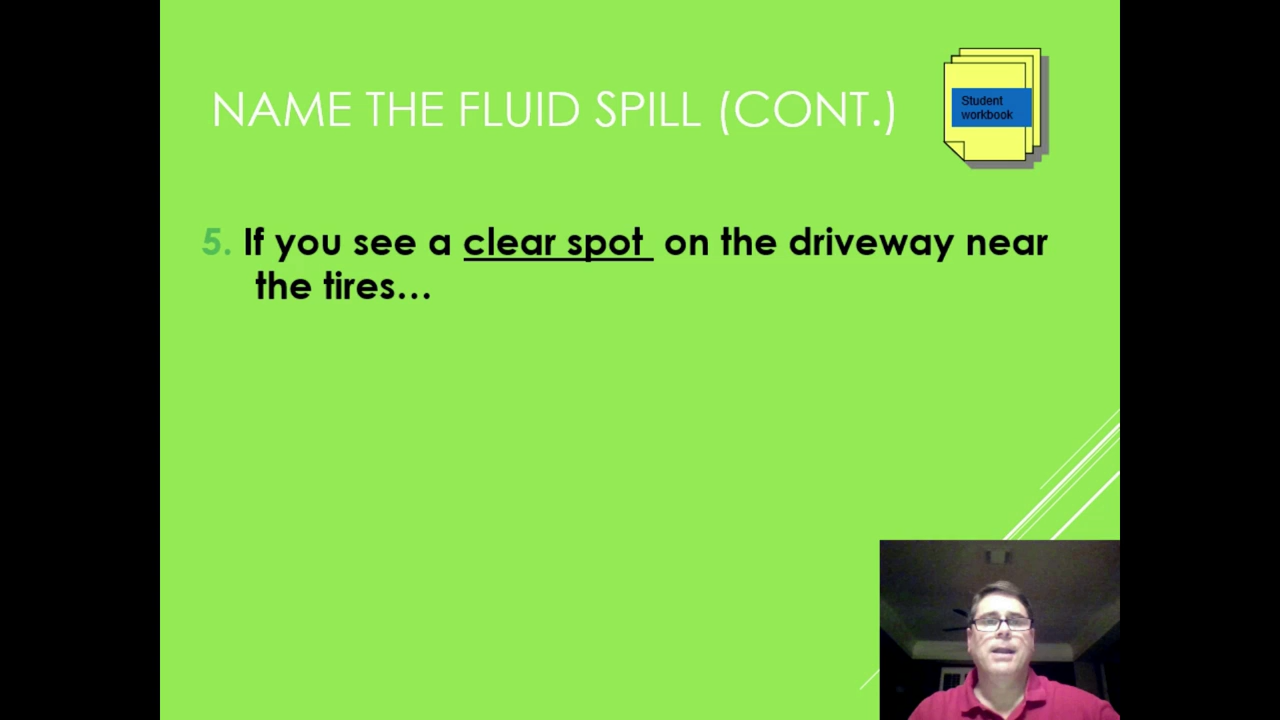 NAME THE FLUID SPILL (CONT.)
Student
workbook
5. If you see a clear spot on the driveway near
the tires…